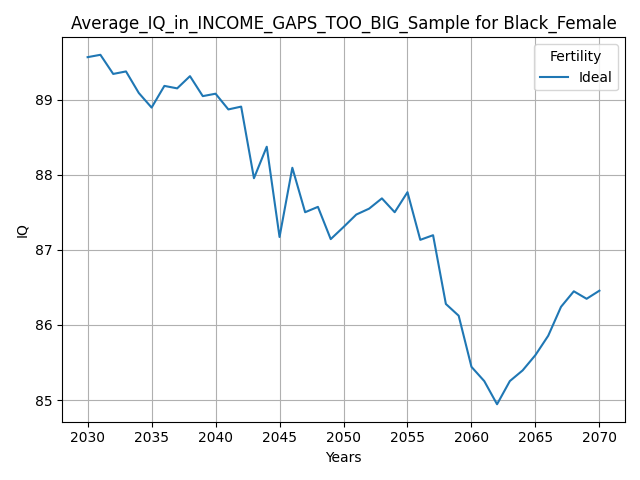 Average_IQ_in_INCOME_GAPS_TOO_BIG_Sample for Black_Female
Fertility
Ideal
89
88
87
86
85
IQ
2030 2035 2040 2045 2050 2055 2060 2065 2070
Years